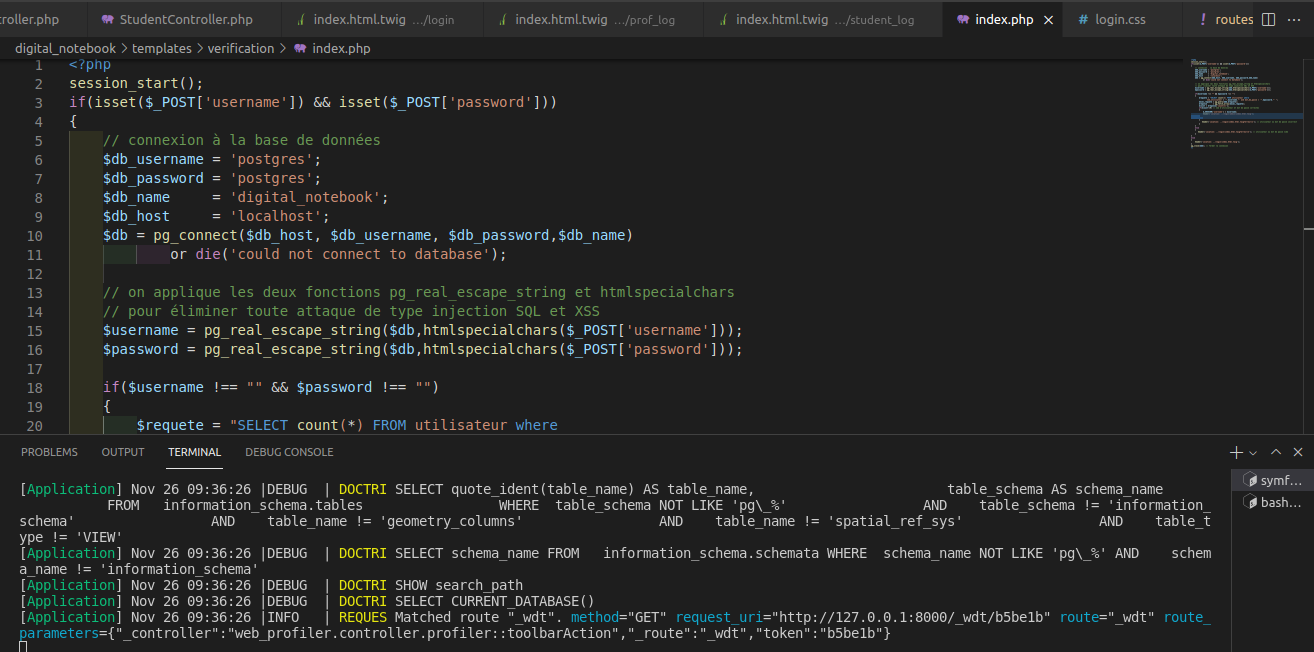 roller.php StudentController.php index.html.twig .../login index.html.twig .../prof_log index.html.twig .../student_log index.php login.css routes
digital_notebook > templates > verification > index.php
1 <?php
2 session_start();
3 if(isset($_POST['username']) && isset($_POST['password']))
4 {
5 // connexion à la base de données
6 $db_username = 'postgres';
7 $db_password = 'postgres';
8 $db_name     = 'digital_notebook';
9 $db_host     = 'localhost';
10 $db = pg_connect($db_host, $db_username, $db_password,$db_name)
11 or die('could not connect to database');
12
13 // on applique les deux fonctions pg_real_escape_string et htmlspecialchars
14 // pour éliminer toute attaque de type injection SQL et XSS
15 $username = pg_real_escape_string($db,htmlspecialchars($_POST['username']));
16 $password = pg_real_escape_string($db,htmlspecialchars($_POST['password']));
17
18 if($username !== "" && $password !== "")
19 {
20 $requete = "SELECT count(*) FROM utilisateur where
PROBLEMS OUTPUT TERMINAL DEBUG CONSOLE
symf...
bash...
[Application] Nov 26 09:36:26 |DEBUG  | DOCTRI SELECT quote_ident(table_name) AS table_name,                       table_schema AS schema_name
FROM   information_schema.tables                WHERE  table_schema NOT LIKE 'pg\_%'                AND    table_schema != 'information_
schema'                AND    table_name != 'geometry_columns'                AND    table_name != 'spatial_ref_sys'                AND    table_t
ype != 'VIEW'
[Application] Nov 26 09:36:26 |DEBUG  | DOCTRI SELECT schema_name FROM   information_schema.schemata WHERE  schema_name NOT LIKE 'pg\_%' AND    schem
a_name != 'information_schema'
[Application] Nov 26 09:36:26 |DEBUG  | DOCTRI SHOW search_path
[Application] Nov 26 09:36:26 |DEBUG  | DOCTRI SELECT CURRENT_DATABASE()
[Application] Nov 26 09:36:26 |INFO   | REQUES Matched route "_wdt". method="GET" request_uri="http://127.0.0.1:8000/_wdt/b5be1b" route="_wdt" route_
parameters={"_controller":"web_profiler.controller.profiler::toolbarAction","_route":"_wdt","token":"b5be1b"}